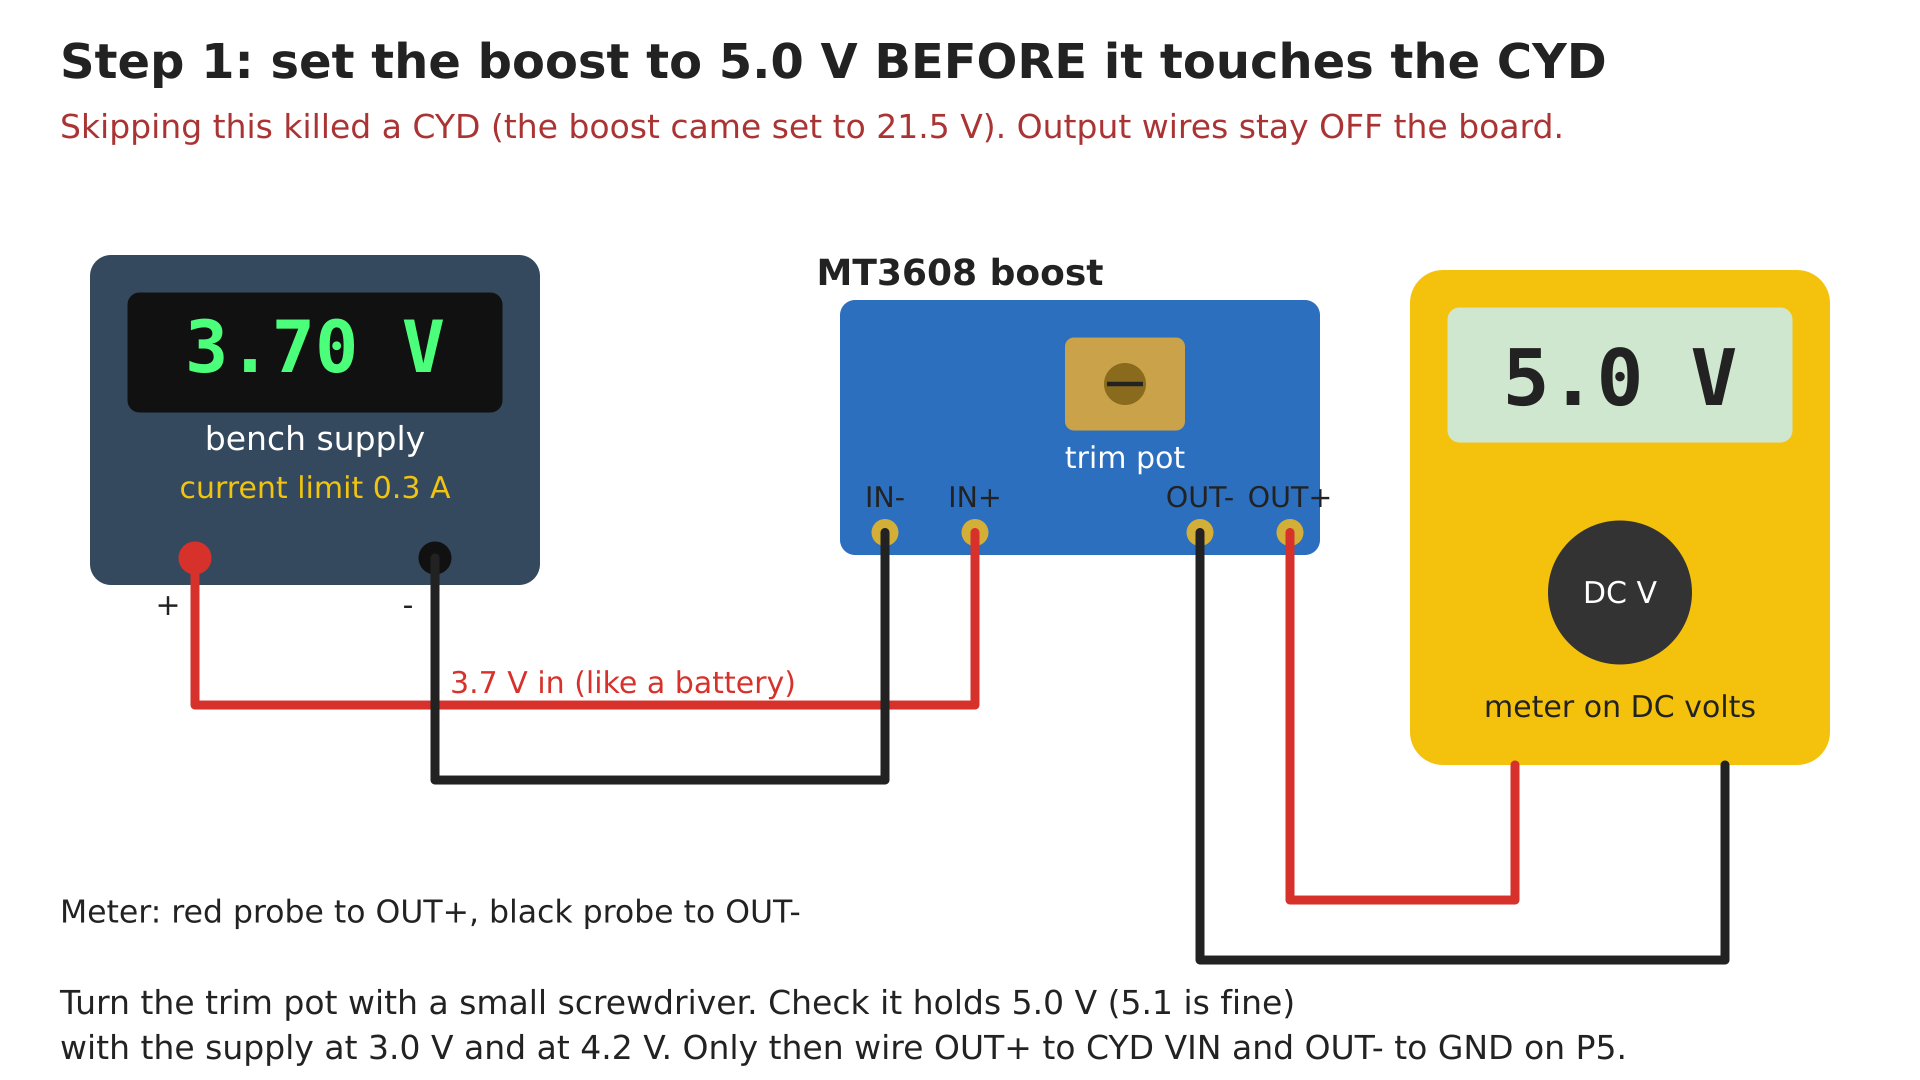 Step 1: set the boost to 5.0 V BEFORE it touches the CYD
Skipping this killed a CYD (the boost came set to 21.5 V). Output wires stay OFF the board.
3.70 V
bench supply
current limit 0.3 A
+ -
3.7 V in (like a battery)
MT3608 boost
trim pot
IN- IN+ OUT- OUT+
5.0 V
DC V
meter on DC volts
Meter: red probe to OUT+, black probe to OUT-
Turn the trim pot with a small screwdriver. Check it holds 5.0 V (5.1 is fine)
with the supply at 3.0 V and at 4.2 V. Only then wire OUT+ to CYD VIN and OUT- to GND on P5.